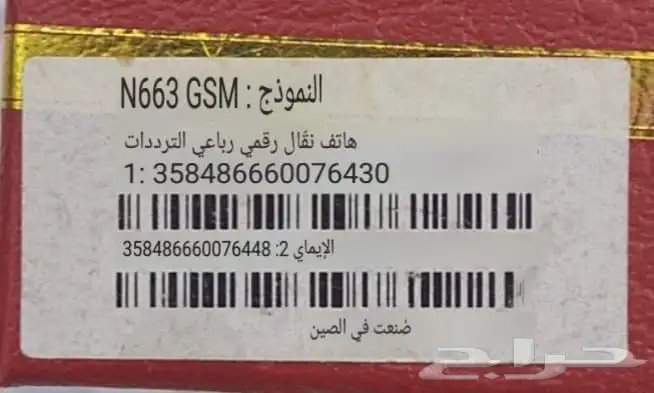 النموذج : N663 GSM
هاتف نقّال رقمي رباعي الترددات
1: 358486660076430
الإيماي 2: 358486660076448
صُنعت في الصين
حراج